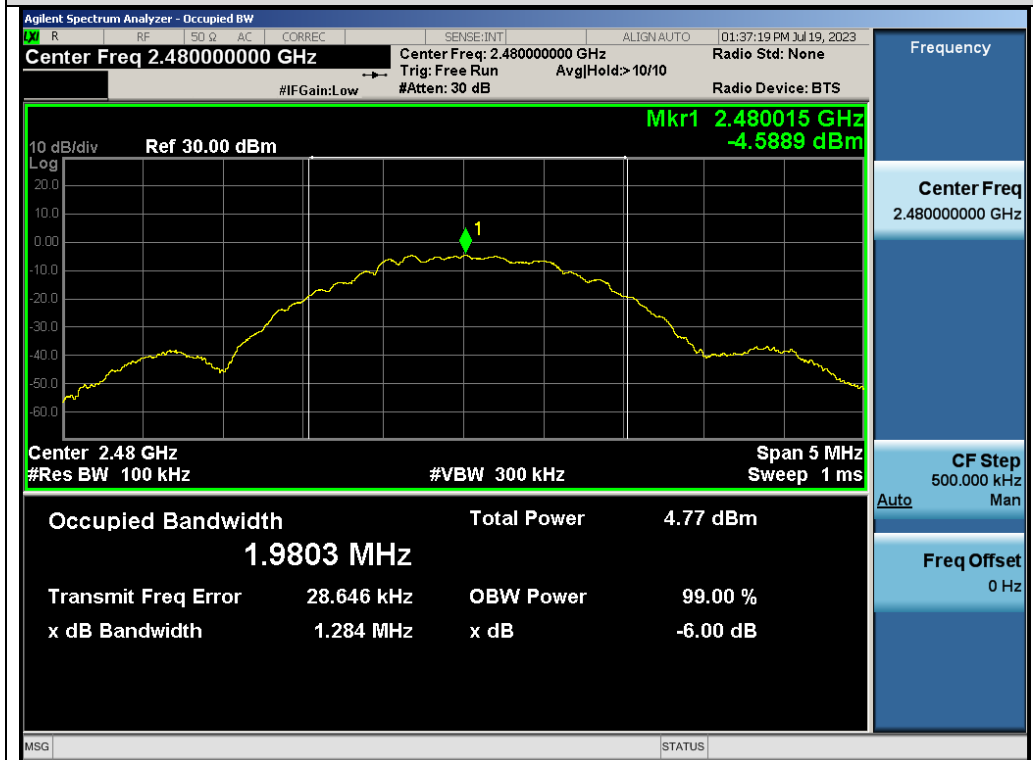 Agilent Spectrum Analyzer - Occupied BW
LXI R RF 50 Ω AC CORREC SENSE:INT ALIGN AUTO 01:37:19 PM Jul 19, 2023
Center Freq 2.480000000 GHz
Center Freq: 2.480000000 GHz
Radio Std: None
Trig: Free Run Avg|Hold:>10/10
#IFGain:Low
#Atten: 30 dB
Radio Device: BTS
Mkr1 2.480015 GHz
-4.5889 dBm
10 dB/div Ref 30.00 dBm
Log
20.0
10.0
0.00
-10.0
-20.0
-30.0
-40.0
-50.0
-60.0
1
Center 2.48 GHz Span 5 MHz
#Res BW 100 kHz #VBW 300 kHz Sweep 1 ms
Occupied Bandwidth Total Power 4.77 dBm
1.9803 MHz
Transmit Freq Error 28.646 kHz OBW Power 99.00 %
x dB Bandwidth 1.284 MHz x dB -6.00 dB
Frequency
Center Freq
2.480000000 GHz
CF Step
500.000 kHz
Auto Man
Freq Offset
0 Hz
MSG STATUS